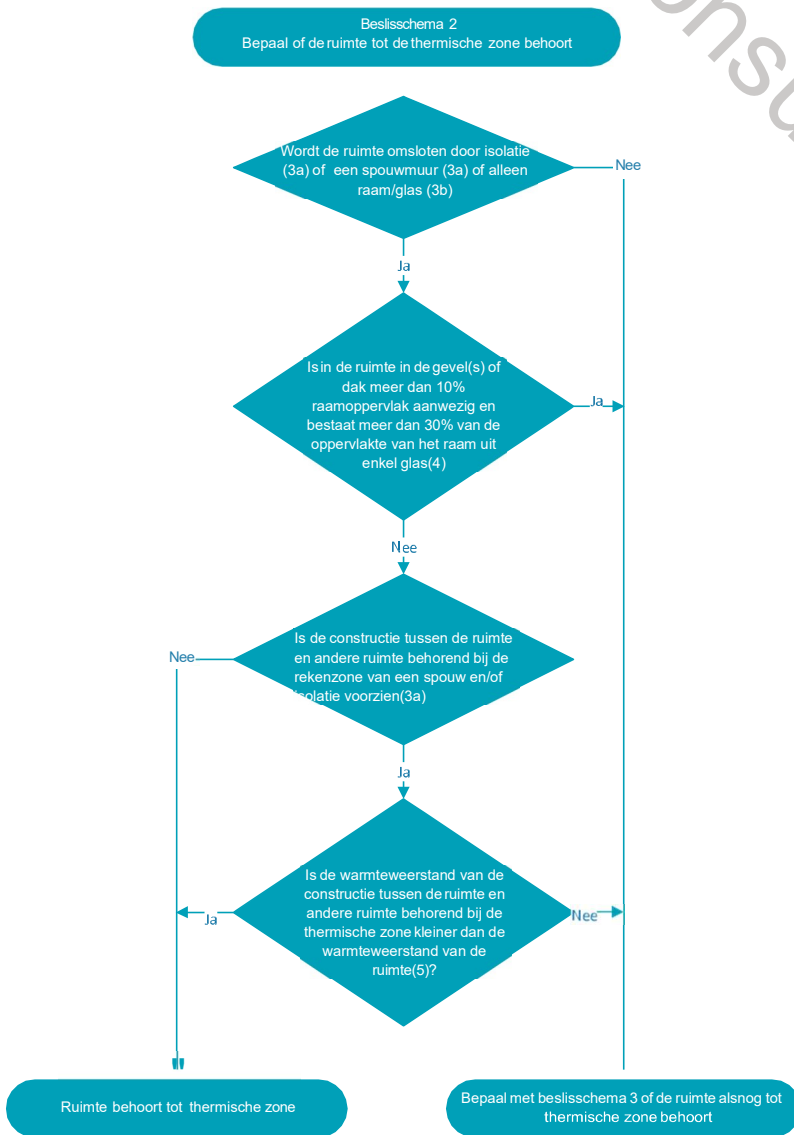 Beslisschema 2
Bepaal of de ruimte tot de thermische zone behoort
Wordt de ruimte omsloten door isolatie
(3a) of een spouwmuur (3a) of alleen
raam/glas (3b)
Nee
Ja
Is in de ruimte in de gevel(s) of
dak meer dan 10%
raamoppervlak aanwezig en
bestaat meer dan 30% van de
oppervlakte van het raam uit
enkel glas(4)
Ja
Nee
Is de constructie tussen de ruimte
en andere ruimte behorend bij de
rekenzone van een spouw en/of
isolatie voorzien(3a)
Nee
Ja
Is de warmteweerstand van de
constructie tussen de ruimte en
andere ruimte behorend bij de
thermische zone kleiner dan de
warmteweerstand van de
ruimte(5)?
Ja
Nee
Ruimte behoort tot thermische zone
Bepaal met beslisschema 3 of de ruimte alsnog tot
thermische zone behoort